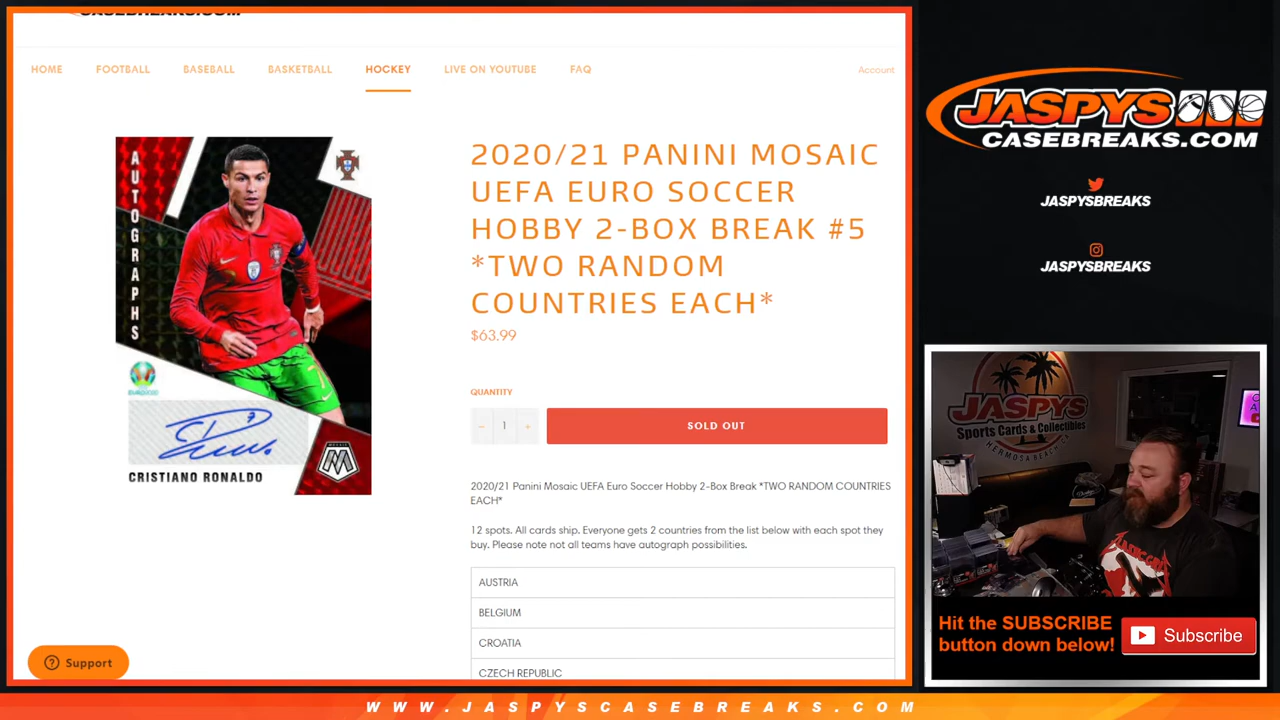 HOME FOOTBALL BASEBALL BASKETBALL HOCKEY LIVE ON YOUTUBE FAQ Account
AUTOGRAPHS
CRISTIANO RONALDO
2020/21 PANINI MOSAIC
UEFA EURO SOCCER
HOBBY 2-BOX BREAK #5
*TWO RANDOM
COUNTRIES EACH*
$63.99
QUANTITY
− 1 +
SOLD OUT
2020/21 Panini Mosaic UEFA Euro Soccer Hobby 2-Box Break *TWO RANDOM COUNTRIES
EACH*
12 spots. All cards ship. Everyone gets 2 countries from the list below with each spot they
buy. Please note not all teams have autograph possibilities.
AUSTRIA
BELGIUM
CROATIA
CZECH REPUBLIC
Support
JASPYS
CASEBREAKS.COM
JASPYSBREAKS
JASPYSBREAKS
JASPYS
Sports Cards & Collectibles
HERMOSA BEACH
Hit the SUBSCRIBE
button down below!
Subscribe
WWW.JASPYSCASEBREAKS.COM